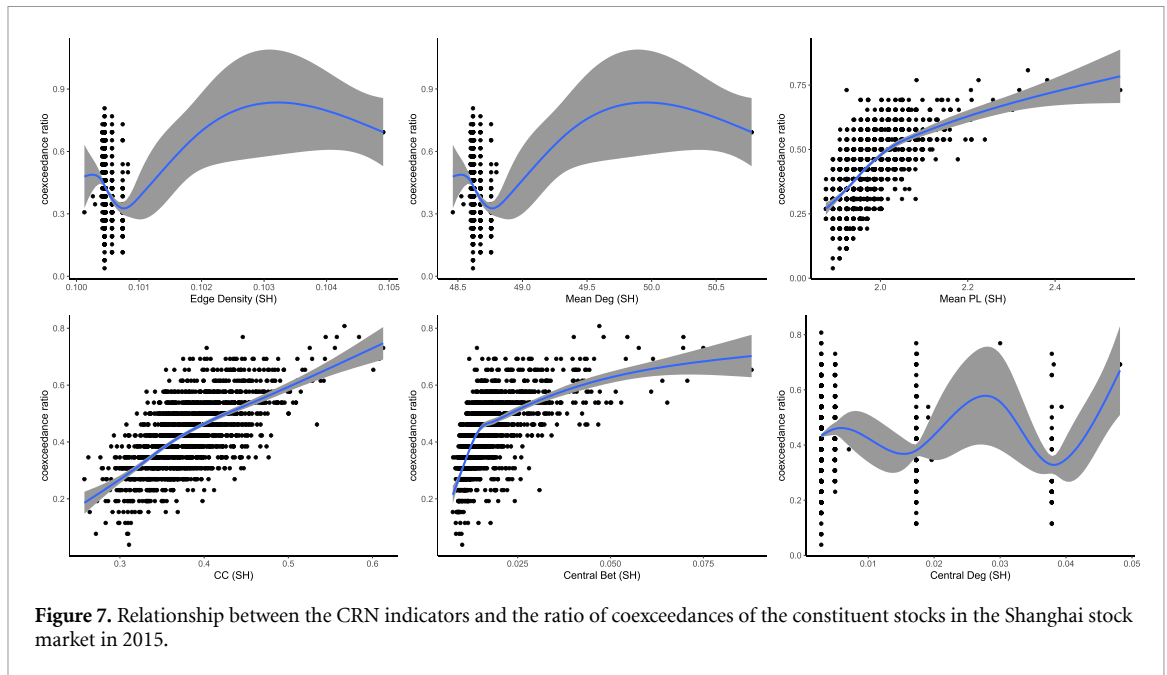 coexceedance ratio
0.9
0.6
0.3
0.0
0.100 0.101 0.102 0.103 0.104 0.105
Edge Density (SH)
coexceedance ratio
0.9
0.6
0.3
0.0
48.5 49.0 49.5 50.0 50.5
Mean Deg (SH)
coexceedance ratio
0.75
0.50
0.25
0.00
2.0 2.2 2.4
Mean PL (SH)
coexceedance ratio
0.8
0.6
0.4
0.2
0.3 0.4 0.5 0.6
CC (SH)
coexceedance ratio
0.8
0.6
0.4
0.2
0.025 0.050 0.075
Central Bet (SH)
coexceedance ratio
0.8
0.6
0.4
0.2
0.0
0.01 0.02 0.03 0.04 0.05
Central Deg (SH)
Figure 7. Relationship between the CRN indicators and the ratio of coexceedances of the constituent stocks in the Shanghai stock
market in 2015.